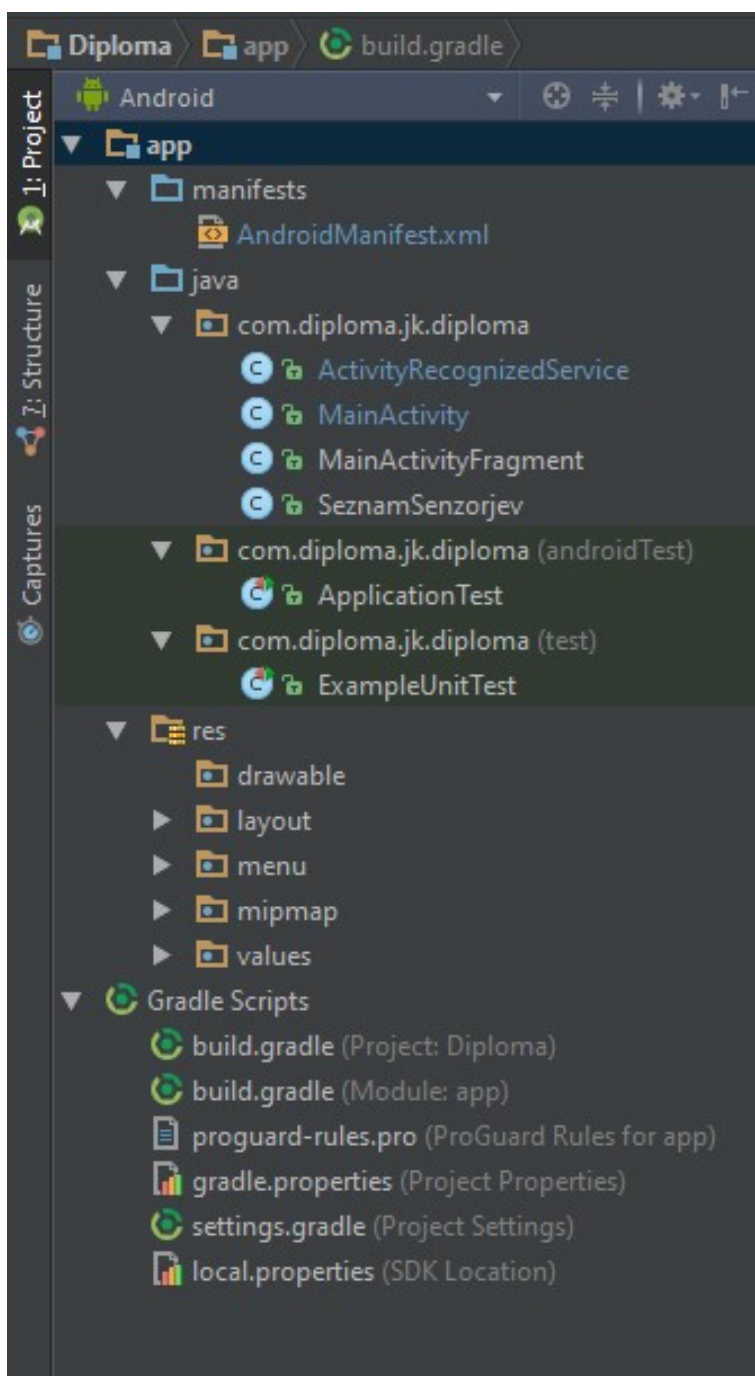 Diploma app build.gradle
Android
1: Project
7: Structure
Captures
app
manifests
AndroidManifest.xml
java
com.diploma.jk.diploma
ActivityRecognizedService
MainActivity
MainActivityFragment
SeznamSenzorjev
com.diploma.jk.diploma (androidTest)
ApplicationTest
com.diploma.jk.diploma (test)
ExampleUnitTest
res
drawable
layout
menu
mipmap
values
Gradle Scripts
build.gradle (Project: Diploma)
build.gradle (Module: app)
proguard-rules.pro (ProGuard Rules for app)
gradle.properties (Project Properties)
settings.gradle (Project Settings)
local.properties (SDK Location)